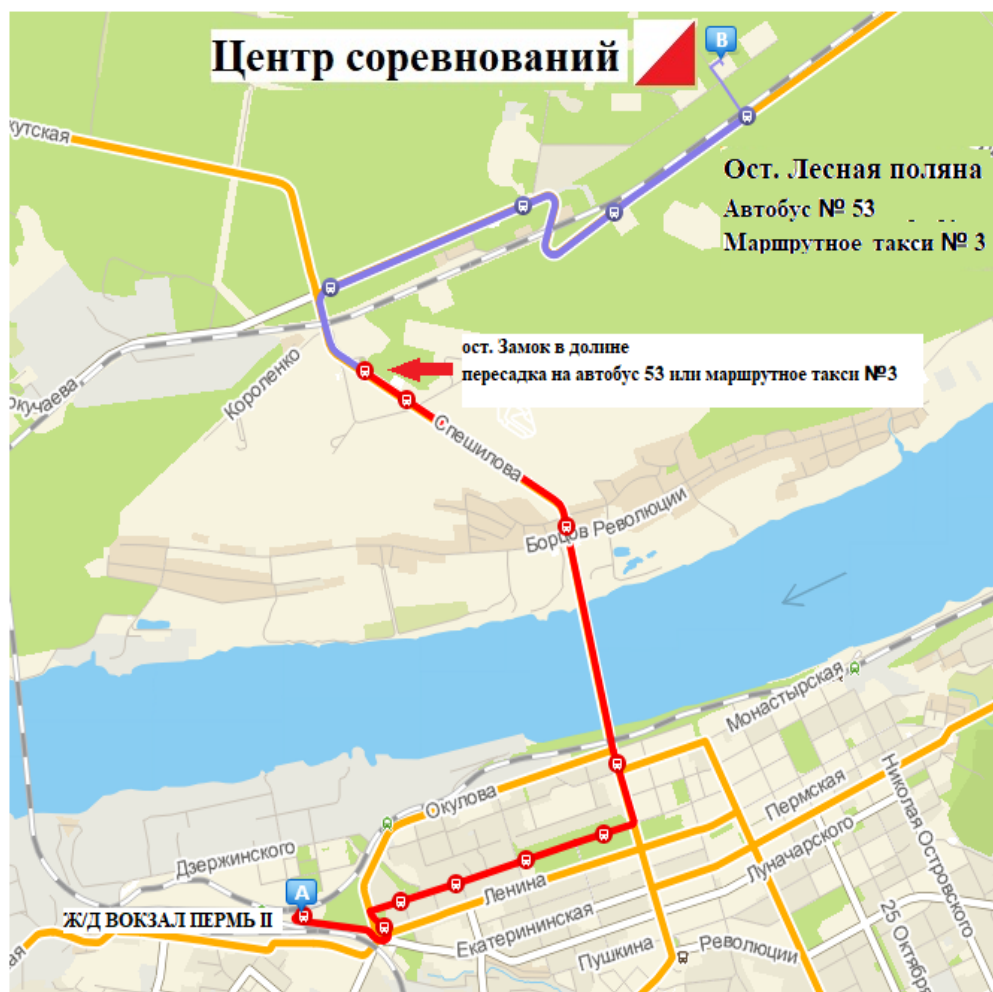 Центр соревнований
B
кутская
Ост. Лесная поляна
Автобус № 53
Маршрутное такси № 3
ост. Замок в долине
пересадка на автобус 53 или маршрутное такси №3
Короленко
окучаева
Спешилова
Борцов Революции
Монастырская
Окулова
Пермская
Николая Островского
Дзержинского
Луначарского
Ленина
A
Ж/Д ВОКЗАЛ ПЕРМЬ II
Екатерининская
25 Октября
Пушкина
Революции
ая